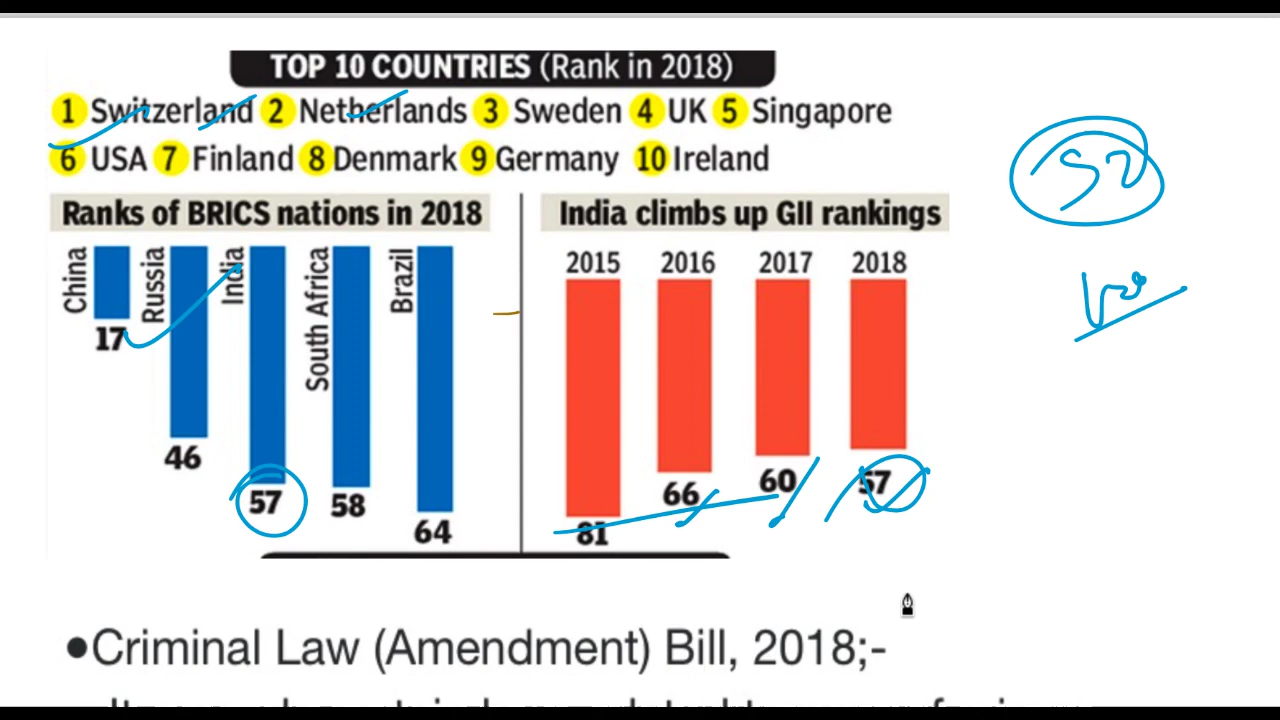 TOP 10 COUNTRIES (Rank in 2018)
1 Switzerland 2 Netherlands 3 Sweden 4 UK 5 Singapore
6 USA 7 Finland 8 Denmark 9 Germany 10 Ireland
Ranks of BRICS nations in 2018
China
17
Russia
46
India
57
South Africa
58
Brazil
64
India climbs up GII rankings
2015 2016 2017 2018
81 66 60 57
•Criminal Law (Amendment) Bill, 2018;-